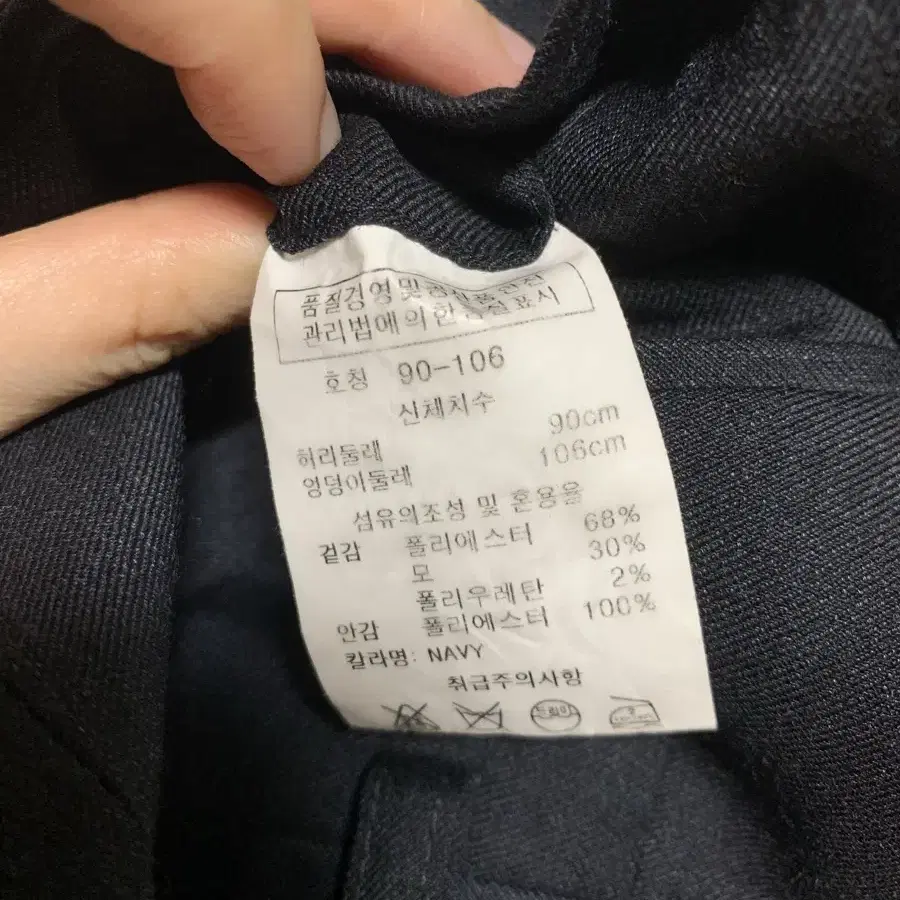 품질경영 및 공산품안전
관리법에 의한 품질표시
호칭 90-106
신체치수
허리둘레 90cm
엉덩이둘레 106cm
섬유의조성 및 혼용율
겉감 폴리에스터 68%
모 30%
폴리우레탄 2%
안감 폴리에스터 100%
칼라명: NAVY
취급주의사항
드라이